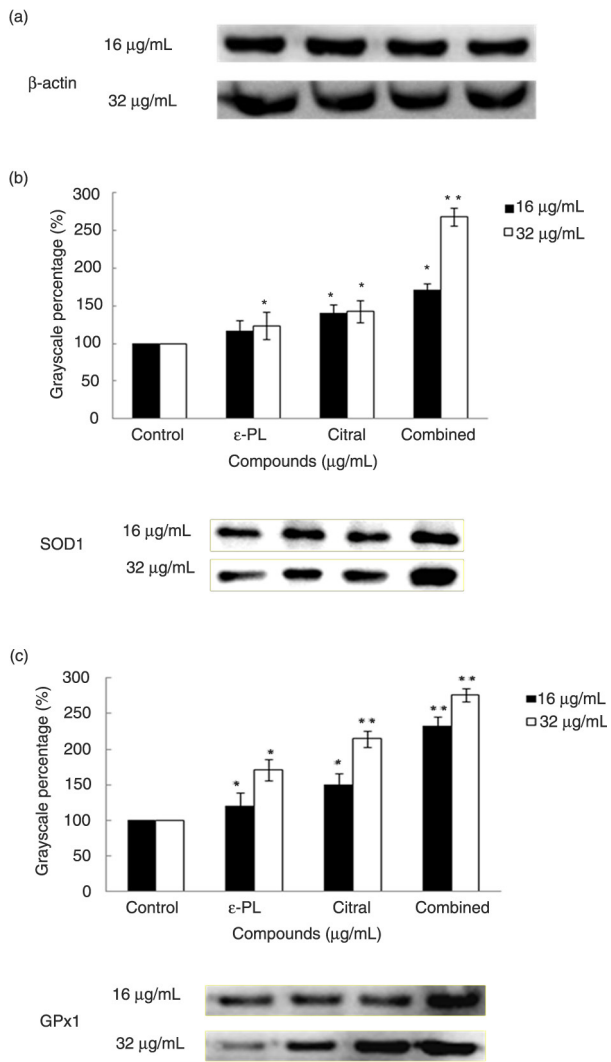 (a)
16 μg/mL
β-actin
32 μg/mL
(b)
300
250
200
150
100
50
0
Grayscale percentage (%)
* *
*
*
*
*
16 μg/mL
32 μg/mL
Control ε-PL Citral Combined
Compounds (μg/mL)
16 μg/mL
SOD1
32 μg/mL
(c)
300
250
200
150
100
50
0
Grayscale percentage (%)
* *
* *
* *
*
*
*
16 μg/mL
32 μg/mL
Control ε-PL Citral Combined
Compounds (μg/mL)
16 μg/mL
GPx1
32 μg/mL